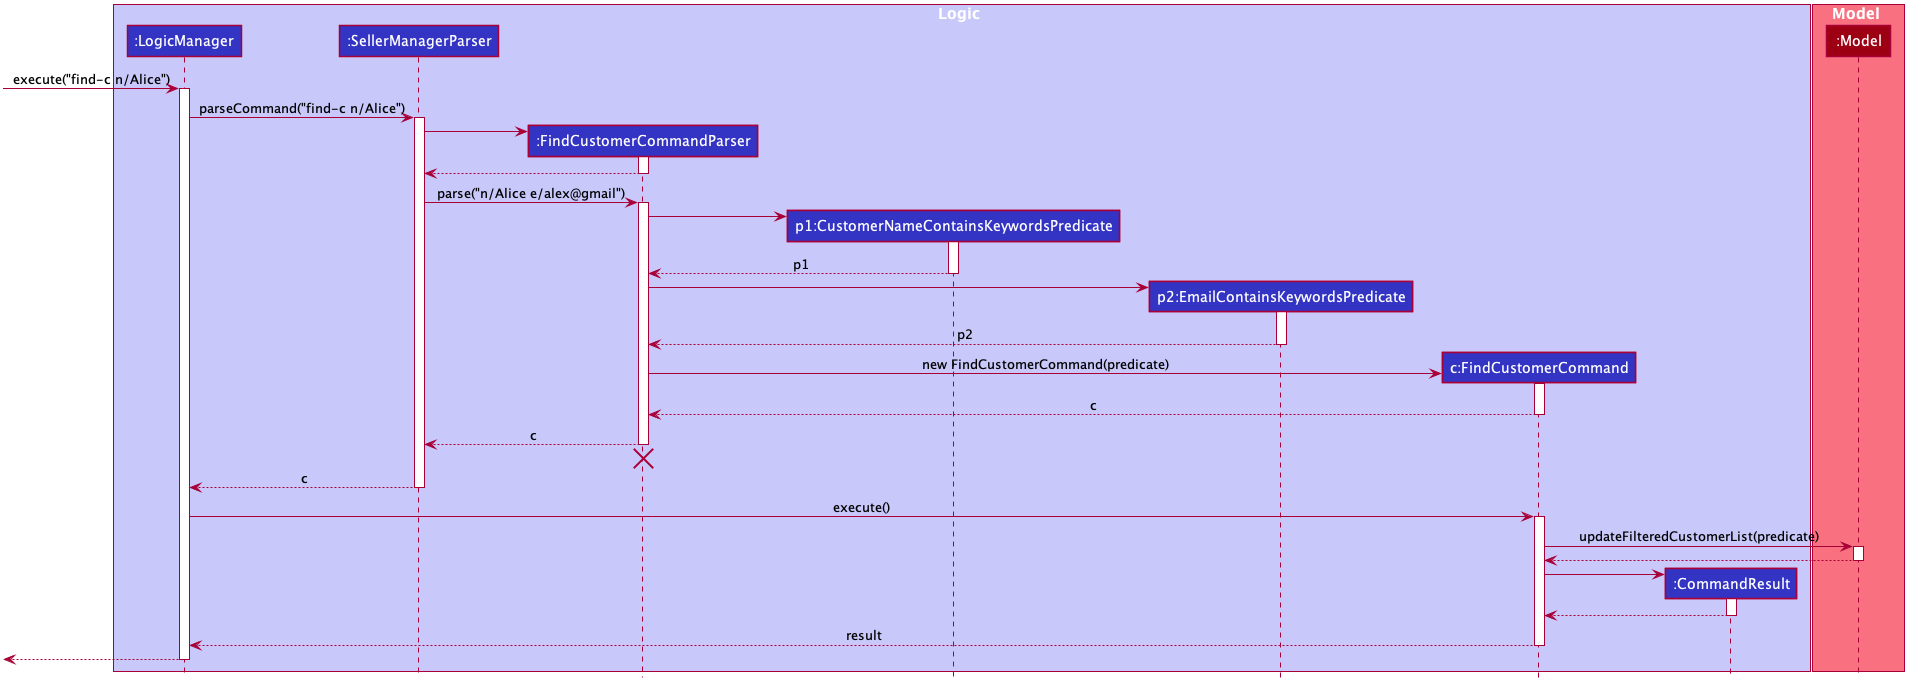 Logic
Model
:LogicManager
:SellerManagerParser
:Model
execute("find-c n/Alice")
parseCommand("find-c n/Alice")
:FindCustomerCommandParser
parse("n/Alice e/alex@gmail")
p1:CustomerNameContainsKeywordsPredicate
p1
p2:EmailContainsKeywordsPredicate
p2
new FindCustomerCommand(predicate)
c:FindCustomerCommand
c
c
c
execute()
updateFilteredCustomerList(predicate)
:CommandResult
result